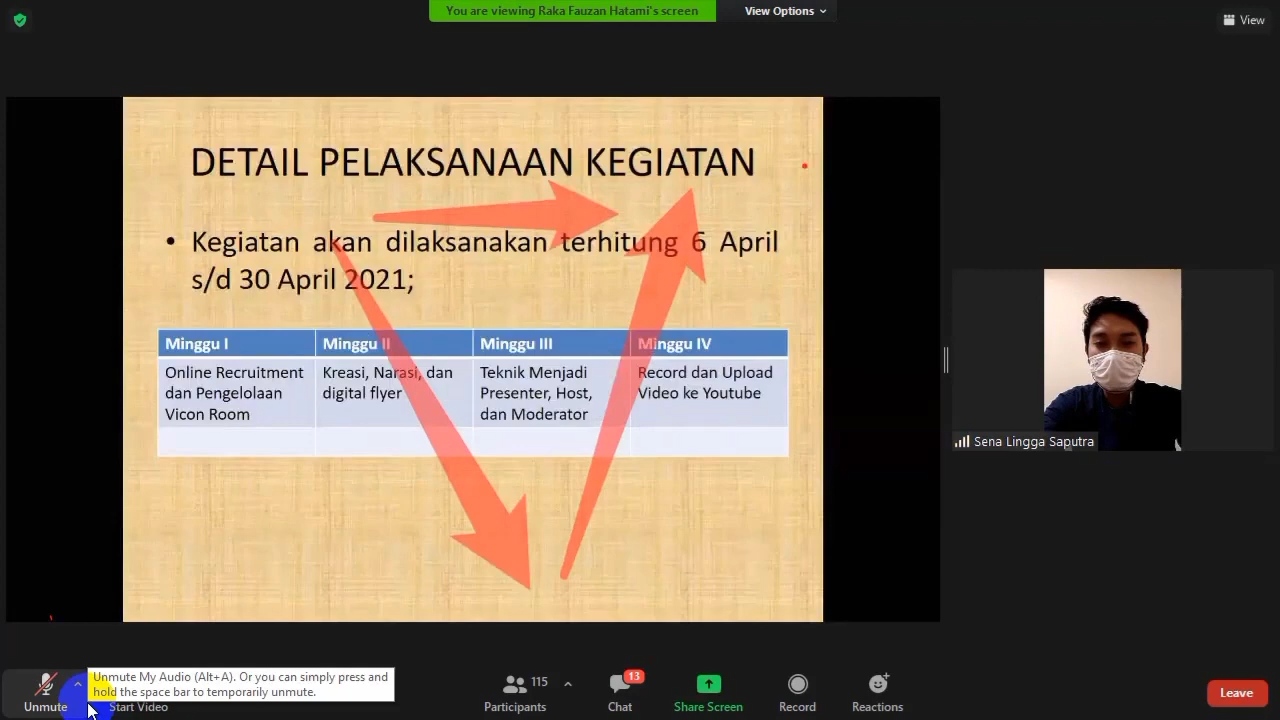 You are viewing Raka Fauzan Hatami's screen
View Options
View
DETAIL PELAKSANAAN KEGIATAN
• Kegiatan akan dilaksanakan terhitung 6 April
s/d 30 April 2021;
Minggu I
Minggu II
Minggu III
Minggu IV
Online Recruitment
dan Pengelolaan
Vicon Room
Kreasi, Narasi, dan
digital flyer
Teknik Menjadi
Presenter, Host,
dan Moderator
Record dan Upload
Video ke Youtube
Sena Lingga Saputra
Unmute My Audio (Alt+A). Or you can simply press and
hold the space bar to temporarily unmute.
Unmute
Start Video
115
Participants
13
Chat
Share Screen
Record
Reactions
Leave